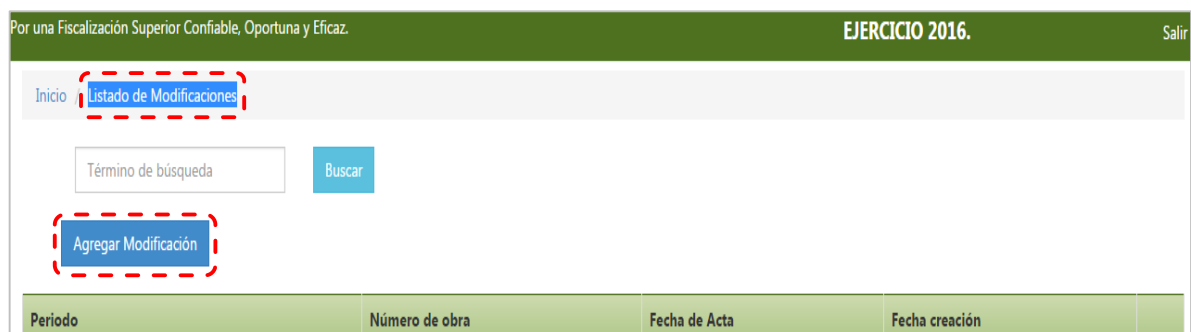 Por una Fiscalización Superior Confiable, Oportuna y Eficaz. EJERCICIO 2016. Salir
Inicio / Listado de Modificaciones
Término de búsqueda Buscar
Agregar Modificación
Periodo Número de obra Fecha de Acta Fecha creación